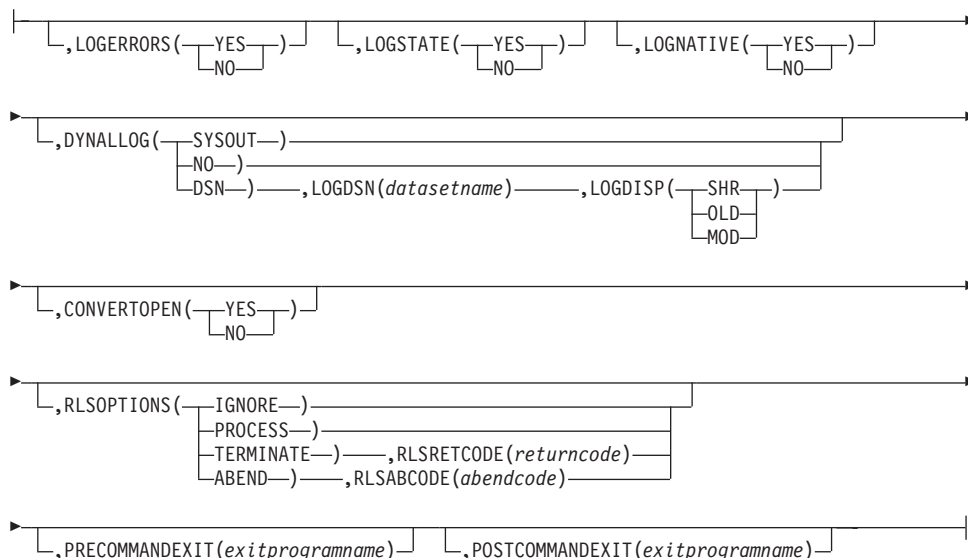 ,LOGERRORS( YES ) ,LOGSTATE( YES ) ,LOGNATIVE( YES )
NO NO NO
,DYNALLOG( SYSOUT )
NO )
DSN ) ,LOGDSN(datasetname) ,LOGDISP( SHR )
OLD
MOD
,CONVERTOPEN( YES )
NO
,RLSOPTIONS( IGNORE )
PROCESS )
TERMINATE ) ,RLSRETCODE(returncode)
ABEND ) ,RLSABCODE(abendcode)
,PRECOMMANDEXIT(exitprogramname) ,POSTCOMMANDEXIT(exitprogramname)